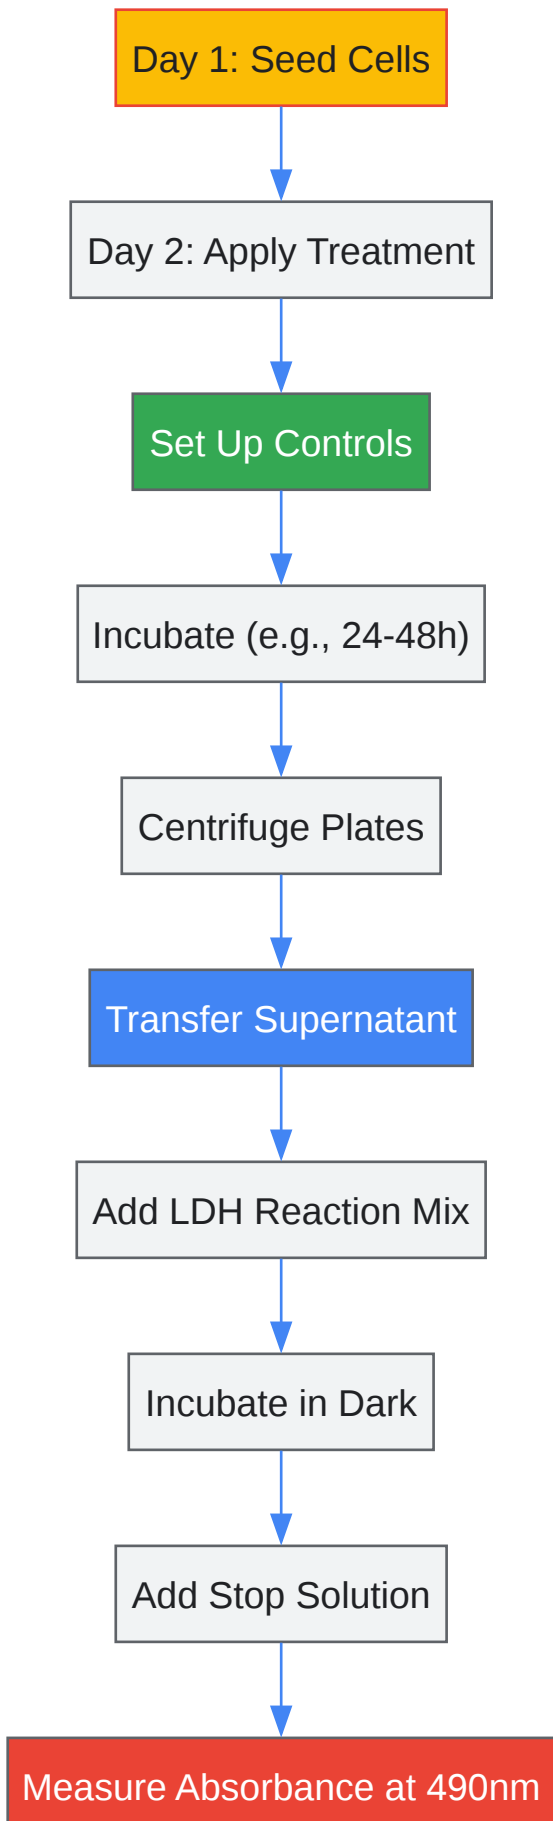 Day 1: Seed Cells
Day 2: Apply Treatment
Set Up Controls
Incubate (e.g., 24-48h)
Centrifuge Plates
Transfer Supernatant
Add LDH Reaction Mix
Incubate in Dark
Add Stop Solution
Measure Absorbance at 490nm